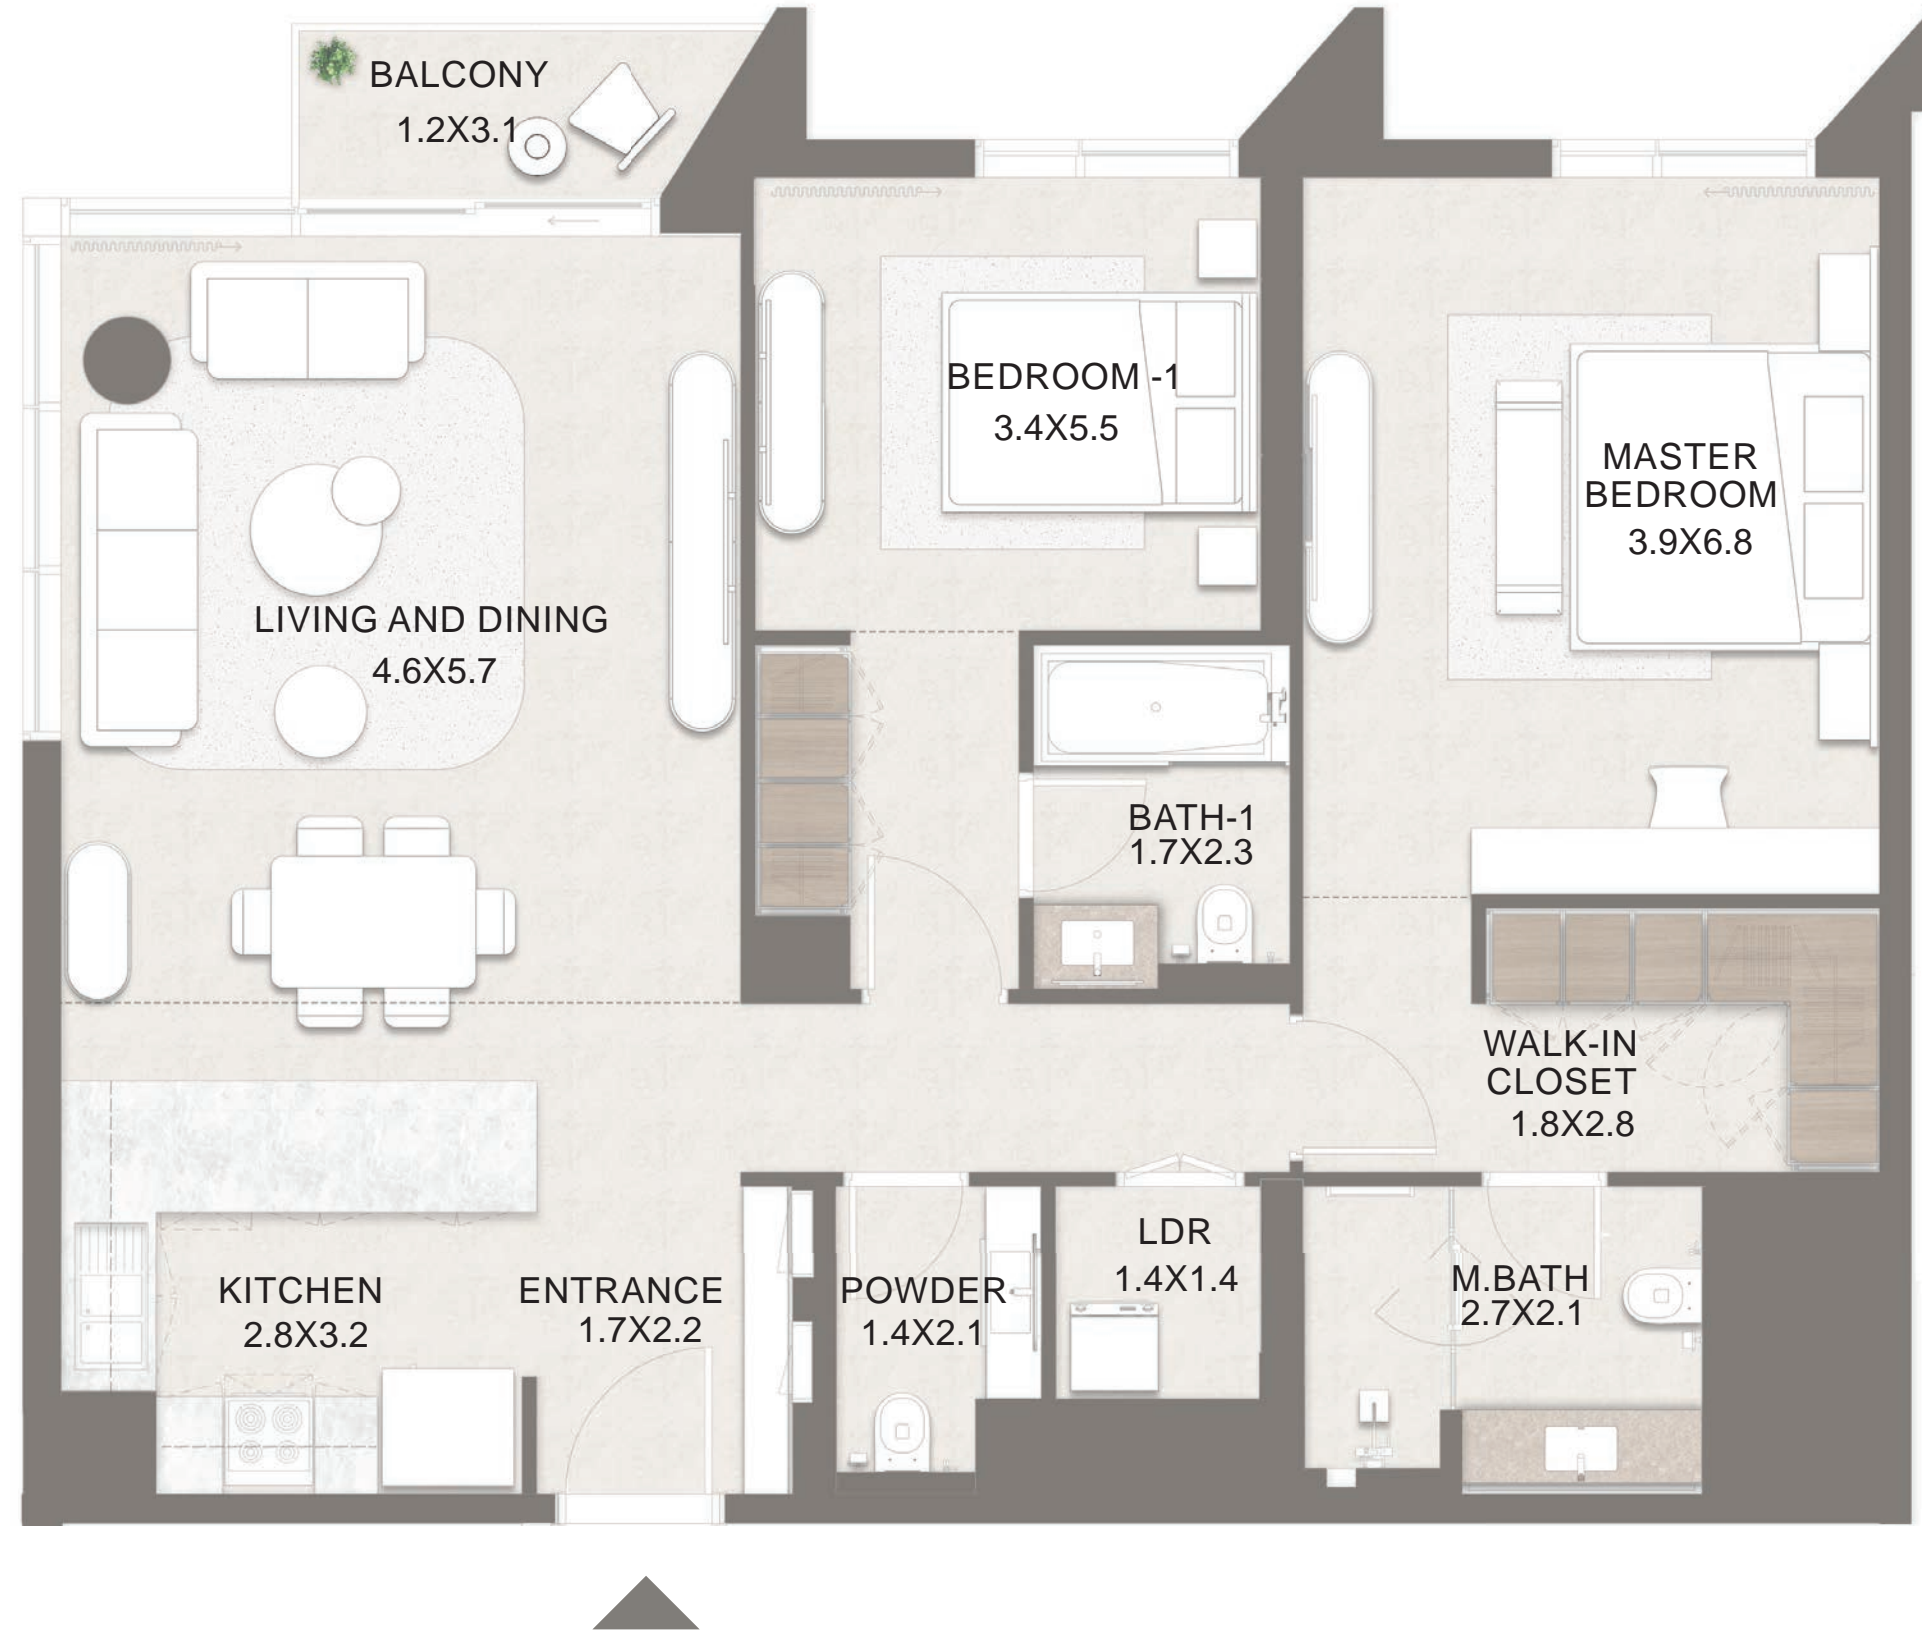 BALCONY
1.2X3.1
BEDROOM -1
3.4X5.5
MASTER
BEDROOM
3.9X6.8
LIVING AND DINING
4.6X5.7
BATH-1
1.7X2.3
WALK-IN
CLOSET
1.8X2.8
KITCHEN
2.8X3.2
ENTRANCE
1.7X2.2
POWDER
1.4X2.1
LDR
1.4X1.4
M.BATH
2.7X2.1